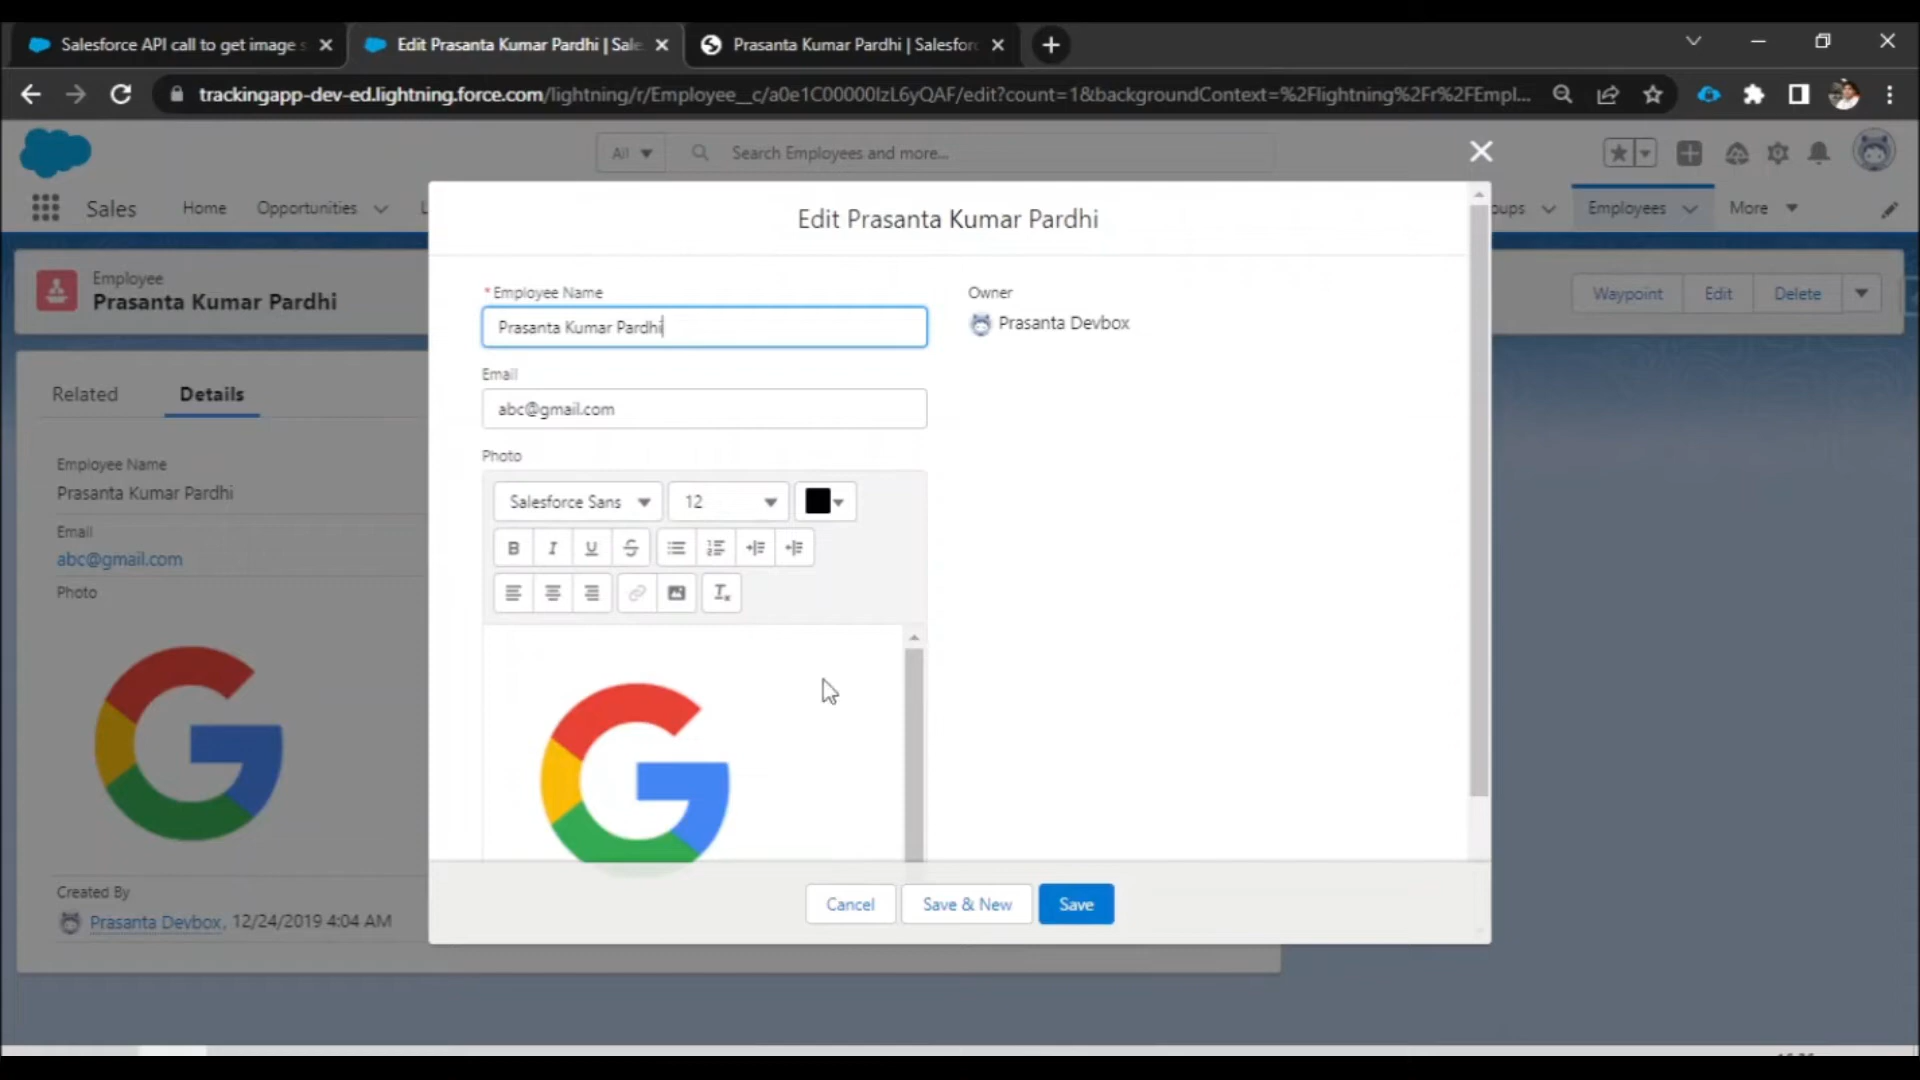 Salesforce API call to get image s
Edit Prasanta Kumar Pardhi | Sale
Prasanta Kumar Pardhi | Salesforc
trackingapp-dev-ed.lightning.force.com/lightning/r/Employee__c/a0e1C00000IzL6yQAF/edit?count=1&backgroundContext=%2Flightning%2Fr%2FEmpl...
All
Search Employees and more...
Sales
Home
Opportunities
L
oups
Employees
More
Edit Prasanta Kumar Pardhi
Employee
Prasanta Kumar Pardhi
Waypoint
Edit
Delete
*Employee Name
Prasanta Kumar Pardhi
Owner
Prasanta Devbox
Email
abc@gmail.com
Photo
Salesforce Sans
12
B I U S
Related
Details
Employee Name
Prasanta Kumar Pardhi
Email
abc@gmail.com
Photo
Created By
Prasanta Devbox, 12/24/2019 4:04 AM
Cancel
Save & New
Save